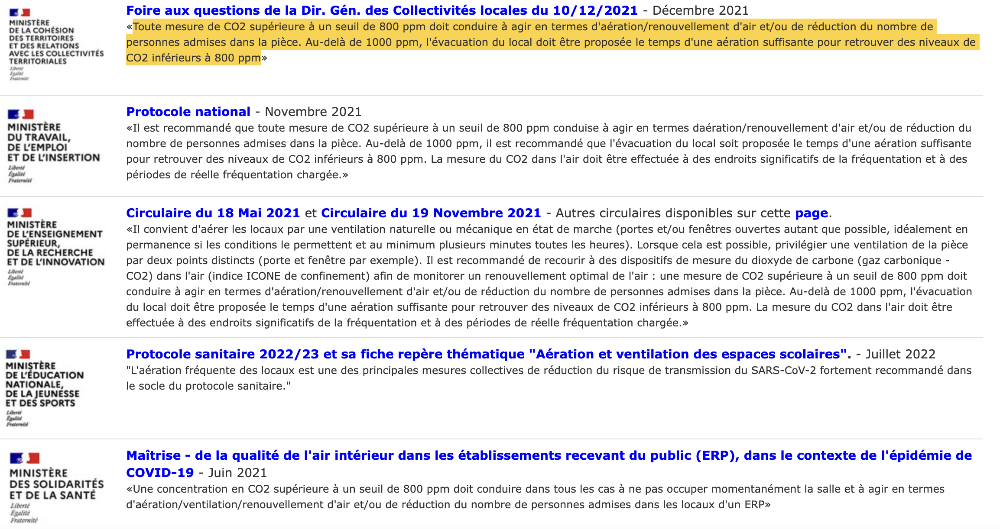 MINISTÈRE
DE LA COHÉSION
DES TERRITOIRES
ET DES RELATIONS
AVEC LES COLLECTIVITÉS
TERRITORIALES
Liberté
Égalité
Fraternité
Foire aux questions de la Dir. Gén. des Collectivités locales du 10/12/2021 - Décembre 2021
«Toute mesure de CO2 supérieure à un seuil de 800 ppm doit conduire à agir en termes d'aération/renouvellement d'air et/ou de réduction du nombre de
personnes admises dans la pièce. Au-delà de 1000 ppm, l'évacuation du local doit être proposée le temps d'une aération suffisante pour retrouver des niveaux de
CO2 inférieurs à 800 ppm»
MINISTÈRE
DU TRAVAIL,
DE L'EMPLOI
ET DE L'INSERTION
Liberté
Égalité
Fraternité
Protocole national - Novembre 2021
«Il est recommandé que toute mesure de CO2 supérieure à un seuil de 800 ppm conduise à agir en termes daération/renouvellement d'air et/ou de réduction du
nombre de personnes admises dans la pièce. Au-delà de 1000 ppm, il est recommandé que l'évacuation du local soit proposée le temps d'une aération suffisante
pour retrouver des niveaux de CO2 inférieurs à 800 ppm. La mesure du CO2 dans l'air doit être effectuée à des endroits significatifs de la fréquentation et à des
périodes de réelle fréquentation chargée.»
MINISTÈRE
DE L'ENSEIGNEMENT
SUPÉRIEUR,
DE LA RECHERCHE
ET DE L'INNOVATION
Liberté
Égalité
Fraternité
Circulaire du 18 Mai 2021 et Circulaire du 19 Novembre 2021 - Autres circulaires disponibles sur cette page.
«Il convient d'aérer les locaux par une ventilation naturelle ou mécanique en état de marche (portes et/ou fenêtres ouvertes autant que possible, idéalement en
permanence si les conditions le permettent et au minimum plusieurs minutes toutes les heures). Lorsque cela est possible, privilégier une ventilation de la pièce
par deux points distincts (porte et fenêtre par exemple). Il est recommandé de recourir à des dispositifs de mesure du dioxyde de carbone (gaz carbonique -
CO2) dans l'air (indice ICONE de confinement) afin de monitorer un renouvellement optimal de l'air : une mesure de CO2 supérieure à un seuil de 800 ppm doit
conduire à agir en termes d'aération/renouvellement d'air et/ou de réduction du nombre de personnes admises dans la pièce. Au-delà de 1000 ppm, l'évacuation
du local doit être proposée le temps d'une aération suffisante pour retrouver des niveaux de CO2 inférieurs à 800 ppm. La mesure du CO2 dans l'air doit être
effectuée à des endroits significatifs de la fréquentation et à des périodes de réelle fréquentation chargée.»
MINISTÈRE
DE L'ÉDUCATION
NATIONALE,
DE LA JEUNESSE
ET DES SPORTS
Liberté
Égalité
Fraternité
Protocole sanitaire 2022/23 et sa fiche repère thématique "Aération et ventilation des espaces scolaires". - Juillet 2022
"L'aération fréquente des locaux est une des principales mesures collectives de réduction du risque de transmission du SARS-CoV-2 fortement recommandé dans
le socle du protocole sanitaire."
MINISTÈRE
DES SOLIDARITÉS
ET DE LA SANTÉ
Liberté
Égalité
Fraternité
Maîtrise - de la qualité de l'air intérieur dans les établissements recevant du public (ERP), dans le contexte de l'épidémie de
COVID-19 - Juin 2021
«Une concentration en CO2 supérieure à un seuil de 800 ppm doit conduire dans tous les cas à ne pas occuper momentanément la salle et à agir en termes
d'aération/ventilation/renouvellement d'air et/ou de réduction du nombre de personnes admises dans les locaux d'un ERP»